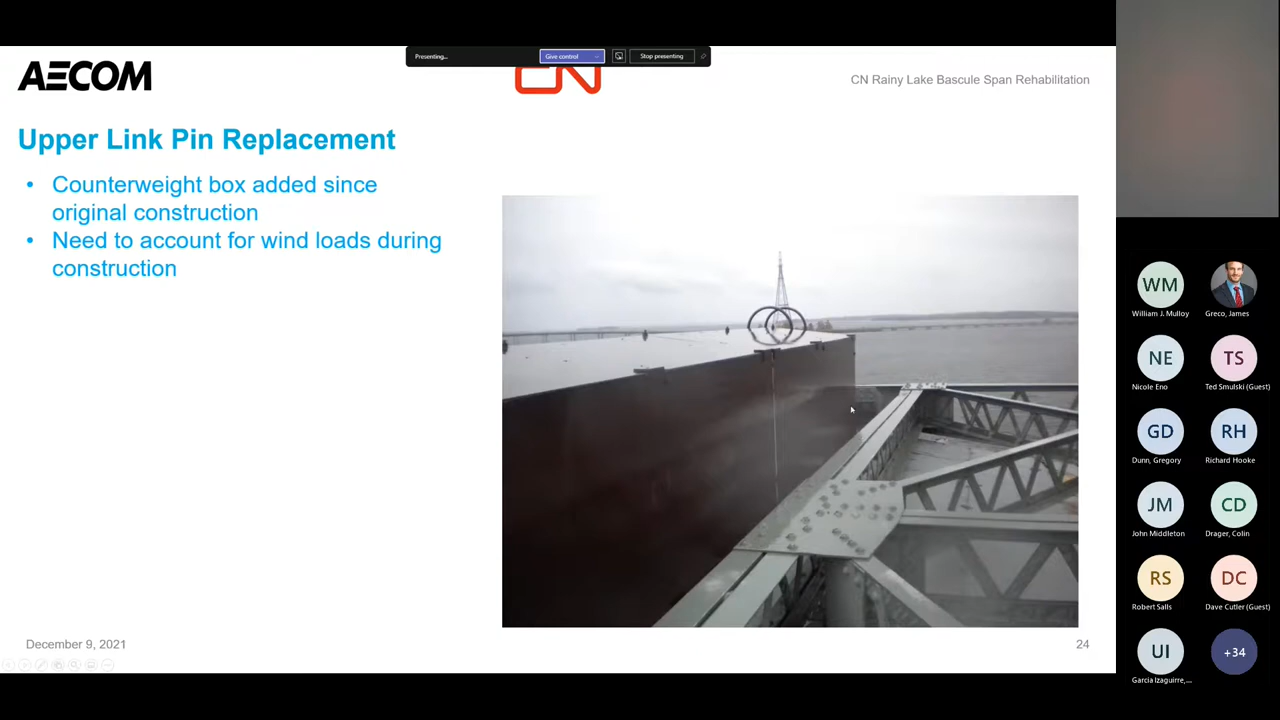 Presenting...
Give control
Stop presenting
AECOM
CN
CN Rainy Lake Bascule Span Rehabilitation
Upper Link Pin Replacement
• Counterweight box added since
original construction
• Need to account for wind loads during
construction
December 9, 2021
24
WM
William J. Mulloy
Greco, James
NE
Nicole Eno
TS
Ted Smulski (Guest)
GD
Dunn, Gregory
RH
Richard Hooke
JM
John Middleton
CD
Drager, Colin
RS
Robert Salls
DC
Dave Cutler (Guest)
UI
Garcia Izaguirre,...
+34